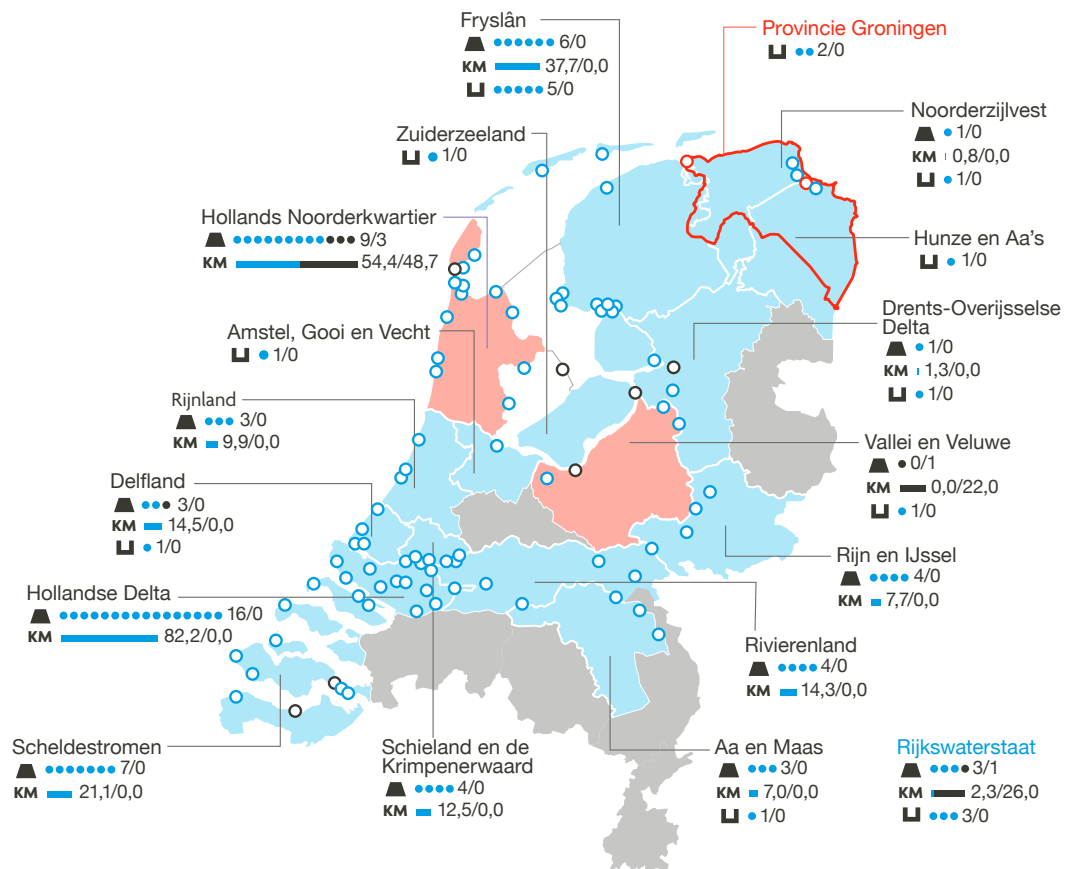 Fryslân
6/0
KM 37,7/0,0
5/0
Provincie Groningen
2/0
Zuiderzeeland
1/0
Noorderzijlvest
1/0
KM 0,8/0,0
1/0
Hollands Noorderkwartier
9/3
KM 54,4/48,7
Hunze en Aa's
1/0
Amstel, Gooi en Vecht
1/0
Drents-Overijsselse
Delta
1/0
KM 1,3/0,0
1/0
Rijnland
3/0
KM 9,9/0,0
Vallei en Veluwe
0/1
KM 0,0/22,0
1/0
Delfland
3/0
KM 14,5/0,0
1/0
Rijn en IJssel
4/0
KM 7,7/0,0
Hollandse Delta
16/0
KM 82,2/0,0
Rivierenland
4/0
KM 14,3/0,0
Scheldestromen
7/0
KM 21,1/0,0
Schieland en de
Krimpenerwaard
4/0
KM 12,5/0,0
Aa en Maas
3/0
KM 7,0/0,0
1/0
Rijkswaterstaat
3/1
KM 2,3/26,0
3/0